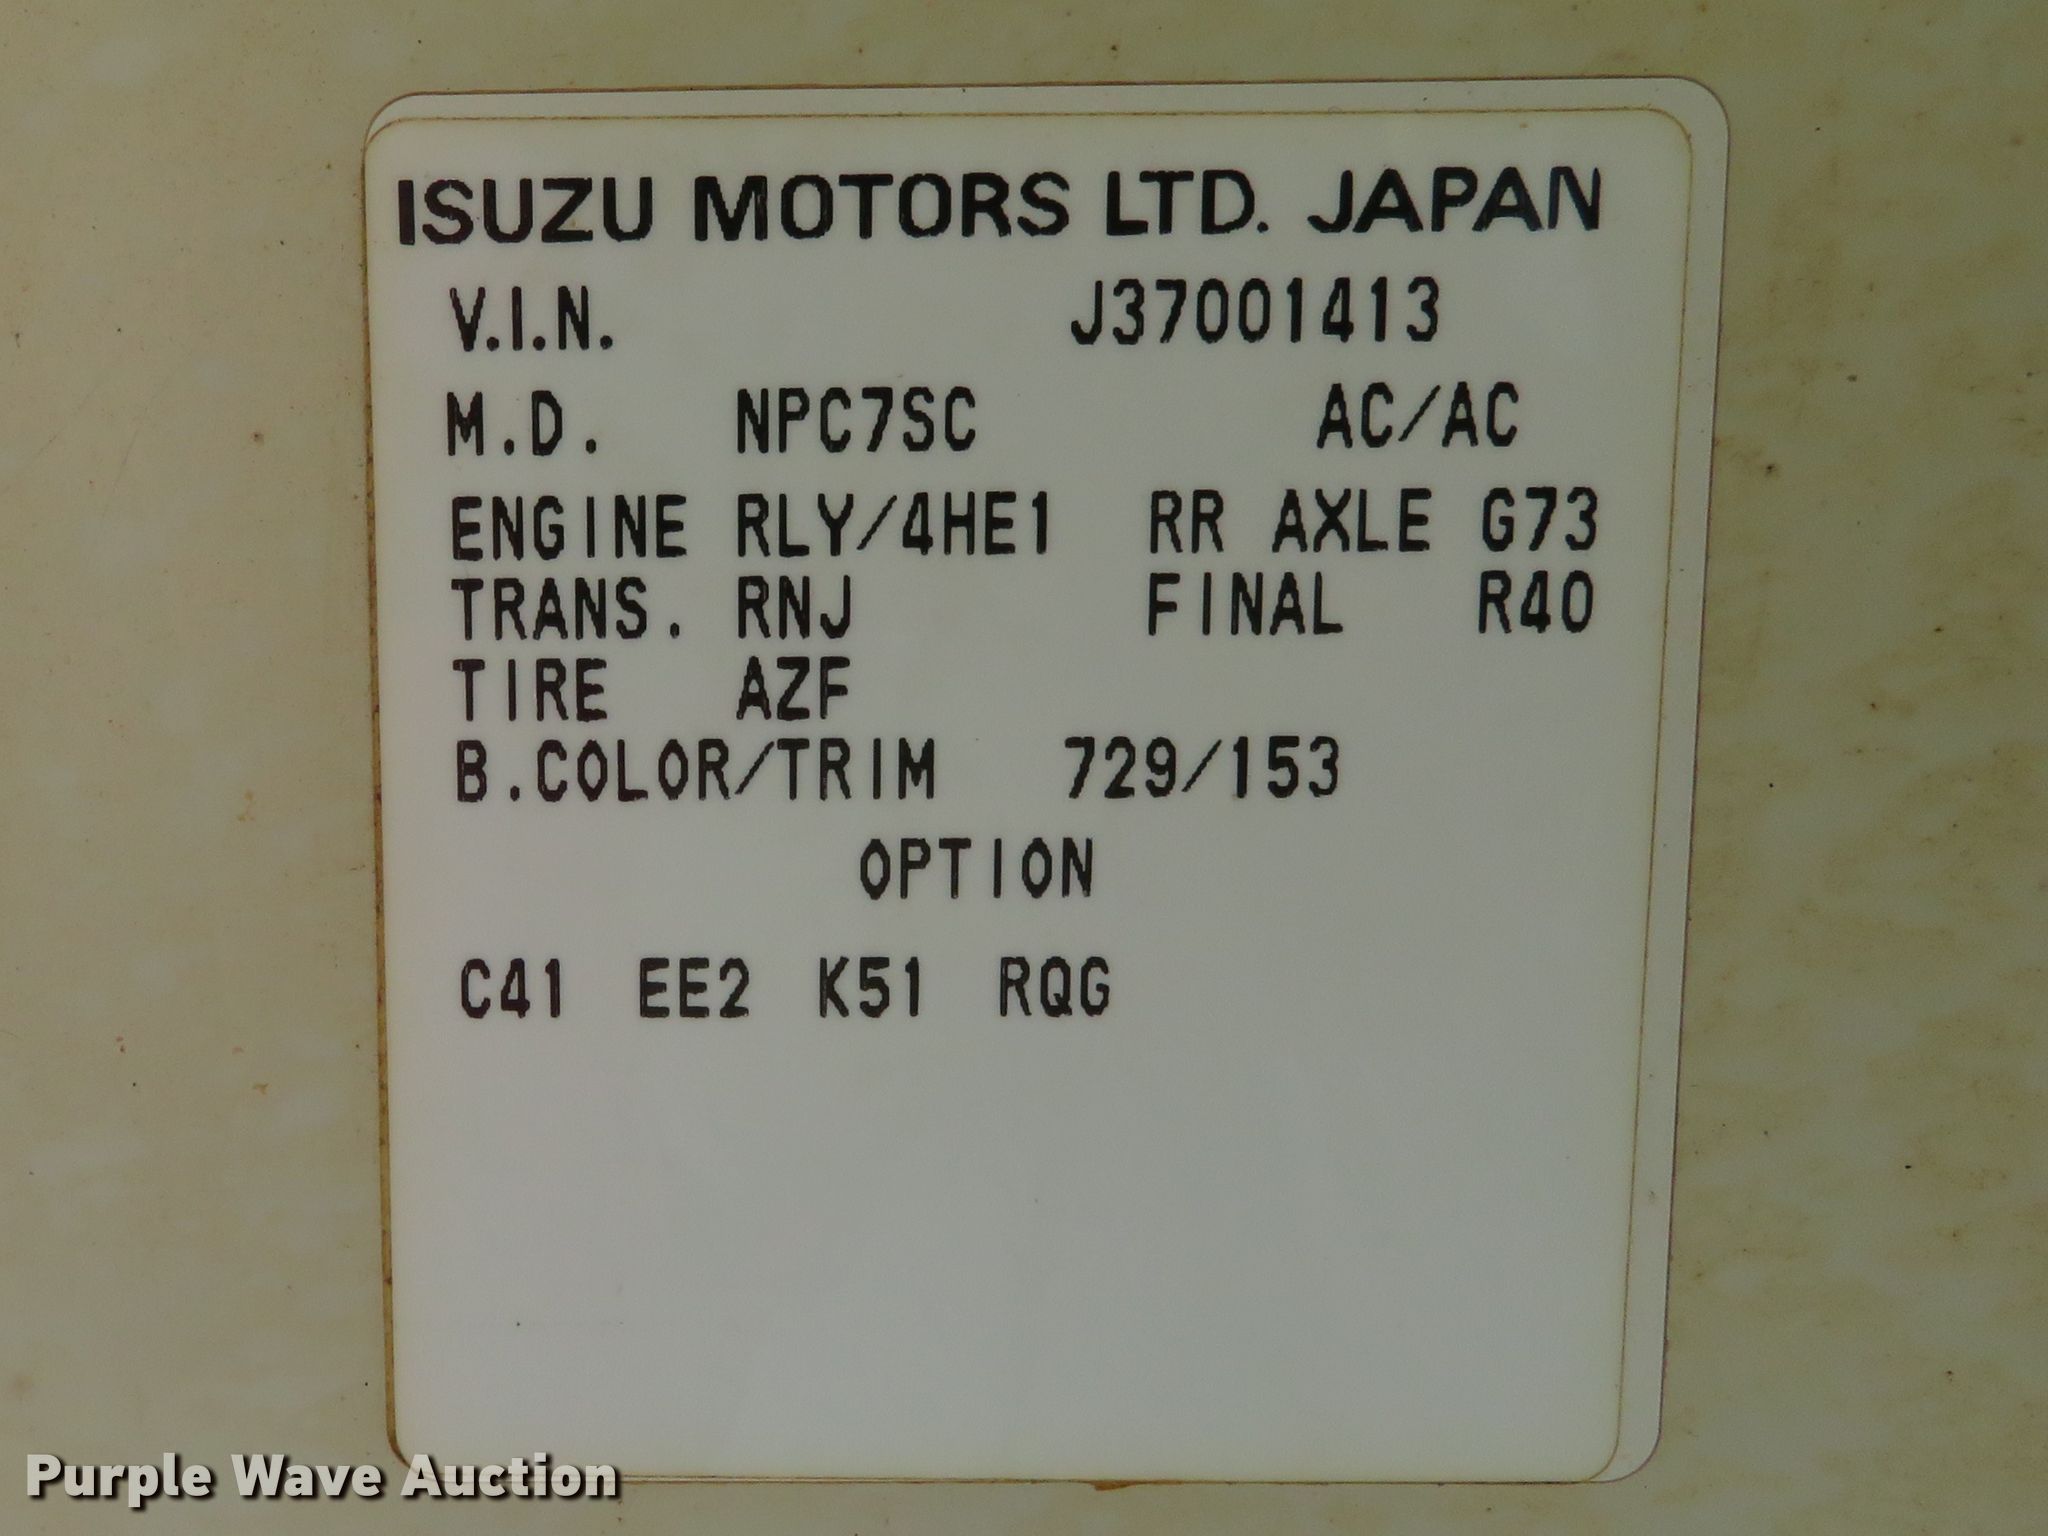 ISUZU MOTORS LTD. JAPAN
V.I.N. J37001413
M.D. NPC7SC AC/AC
ENGINE RLY/4HE1 RR AXLE G73
TRANS. RNJ FINAL R40
TIRE AZF
B.COLOR/TRIM 729/153
OPTION
C41 EE2 K51 RQG
Purple Wave Auction